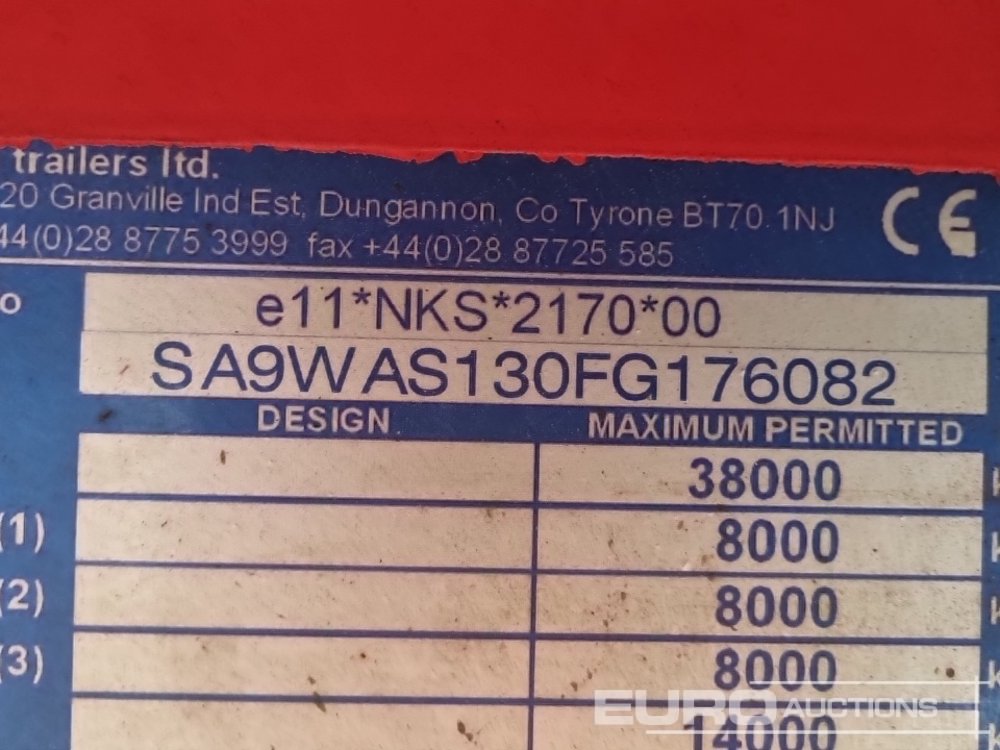 trailers ltd.
20 Granville Ind Est, Dungannon, Co Tyrone BT70 1NJ
44(0)28 8775 3999 fax +44(0)28 87725 585
CE
o
e11*NKS*2170*00
SA9WAS130FG176082
DESIGN MAXIMUM PERMITTED
38000 k
(1) 8000 k
(2) 8000 k
(3) 8000 k
14000 k
EURO AUCTIONS